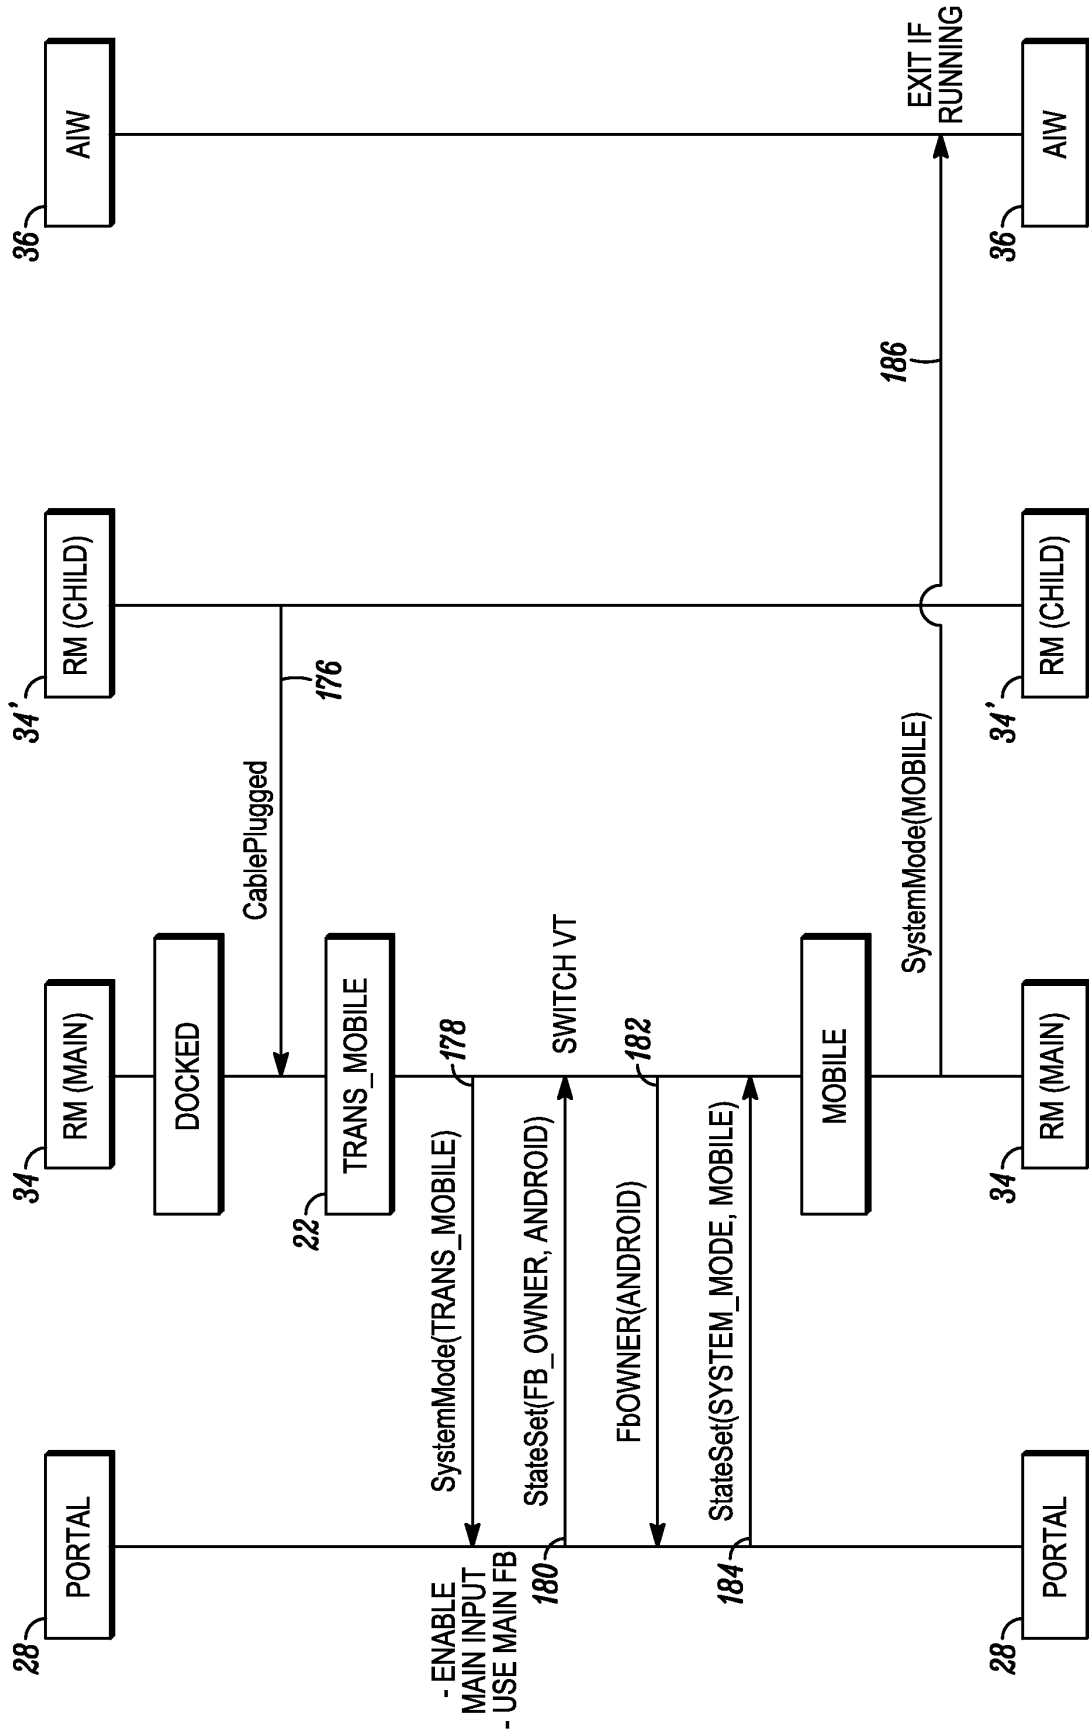 28
PORTAL
34
RM (MAIN)
34'
RM (CHILD)
36
AIW
DOCKED
CablePlugged
176
22
TRANS_MOBILE
SystemMode(TRANS_MOBILE)
178
- ENABLE
MAIN INPUT
- USE MAIN FB
StateSet(FB_OWNER, ANDROID)
180
SWITCH VT
FbOWNER(ANDROID)
182
StateSet(SYSTEM_MODE, MOBILE)
184
MOBILE
SystemMode(MOBILE)
186
EXIT IF
RUNNING
28
PORTAL
34
RM (MAIN)
34'
RM (CHILD)
36
AIW